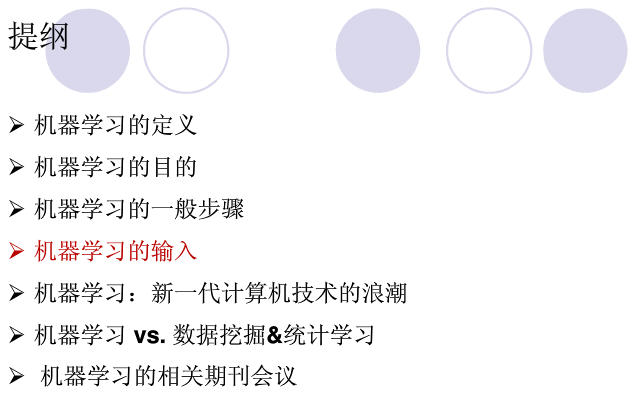 提纲
机器学习的定义
机器学习的目的
机器学习的一般步骤
机器学习的输入
机器学习：新一代计算机技术的浪潮
机器学习 vs. 数据挖掘&统计学习
机器学习的相关期刊会议